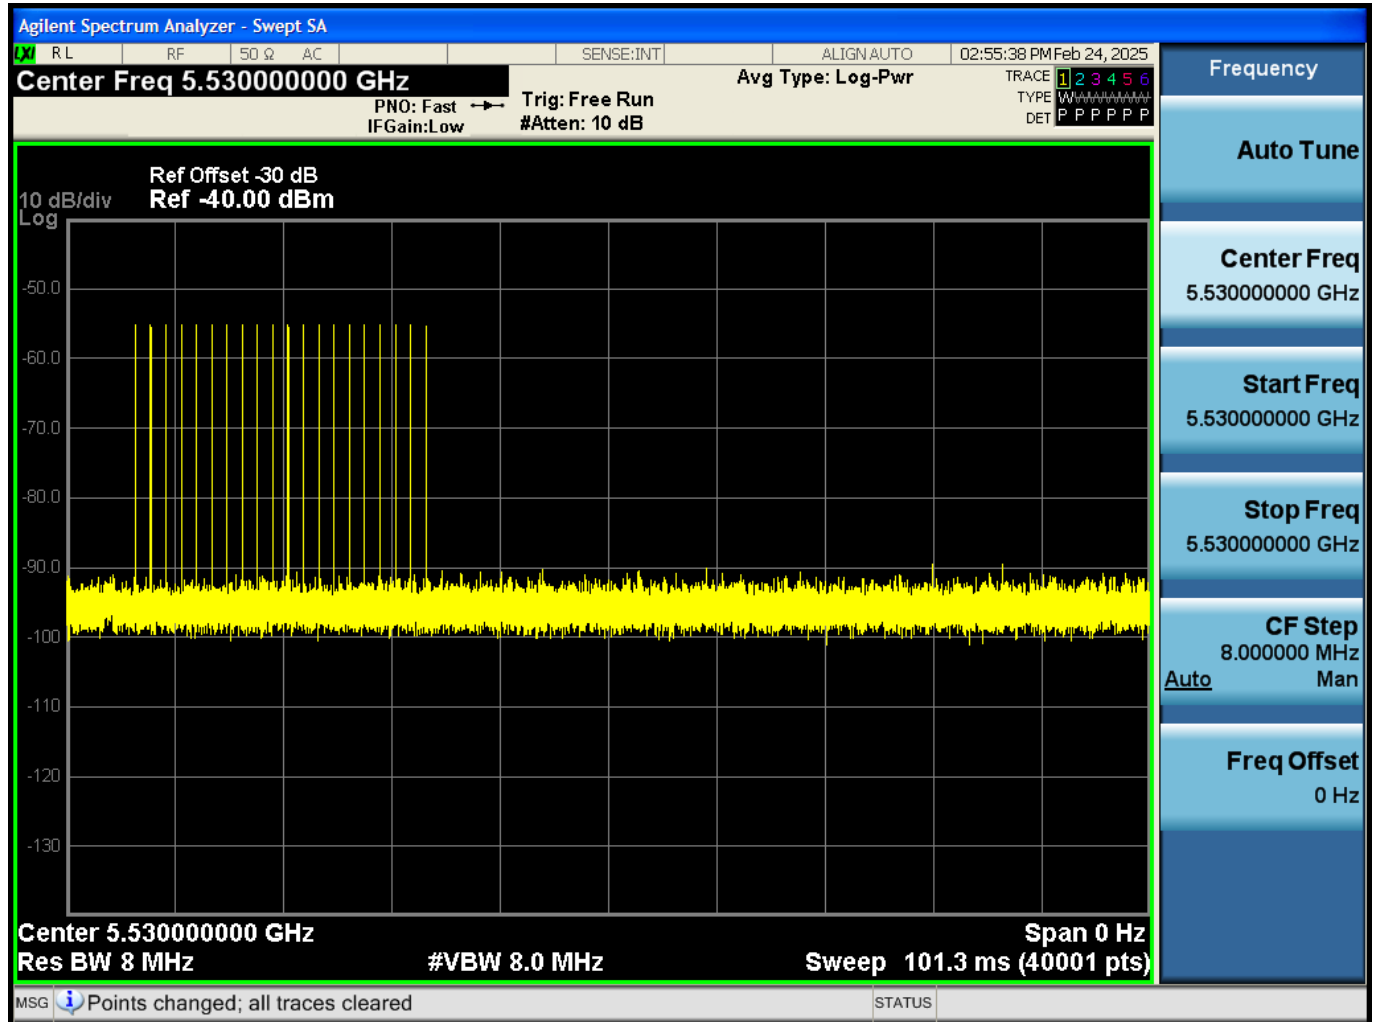 Agilent Spectrum Analyzer - Swept SA
LXI RL RF 50 Ω AC SENSE:INT ALIGN AUTO 02:55:38 PM Feb 24, 2025
Center Freq 5.530000000 GHz
PNO: Fast
IFGain:Low
Trig: Free Run
#Atten: 10 dB
Avg Type: Log-Pwr
TRACE 1 2 3 4 5 6
TYPE W W W W W W
DET P P P P P P
Ref Offset -30 dB
10 dB/div Ref -40.00 dBm
Log
-50.0
-60.0
-70.0
-80.0
-90.0
-100
-110
-120
-130
Center 5.530000000 GHz Span 0 Hz
Res BW 8 MHz #VBW 8.0 MHz Sweep 101.3 ms (40001 pts)
MSG Points changed; all traces cleared STATUS
Frequency
Auto Tune
Center Freq
5.530000000 GHz
Start Freq
5.530000000 GHz
Stop Freq
5.530000000 GHz
CF Step
8.000000 MHz
Auto Man
Freq Offset
0 Hz